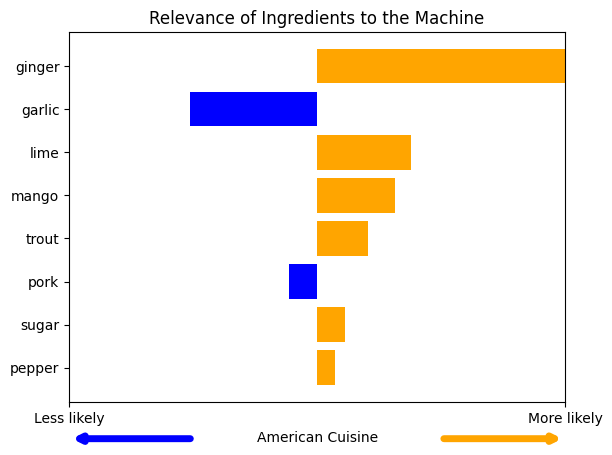 Relevance of Ingredients to the Machine
ginger
garlic
lime
mango
trout
pork
sugar
pepper
Less likely
More likely
American Cuisine